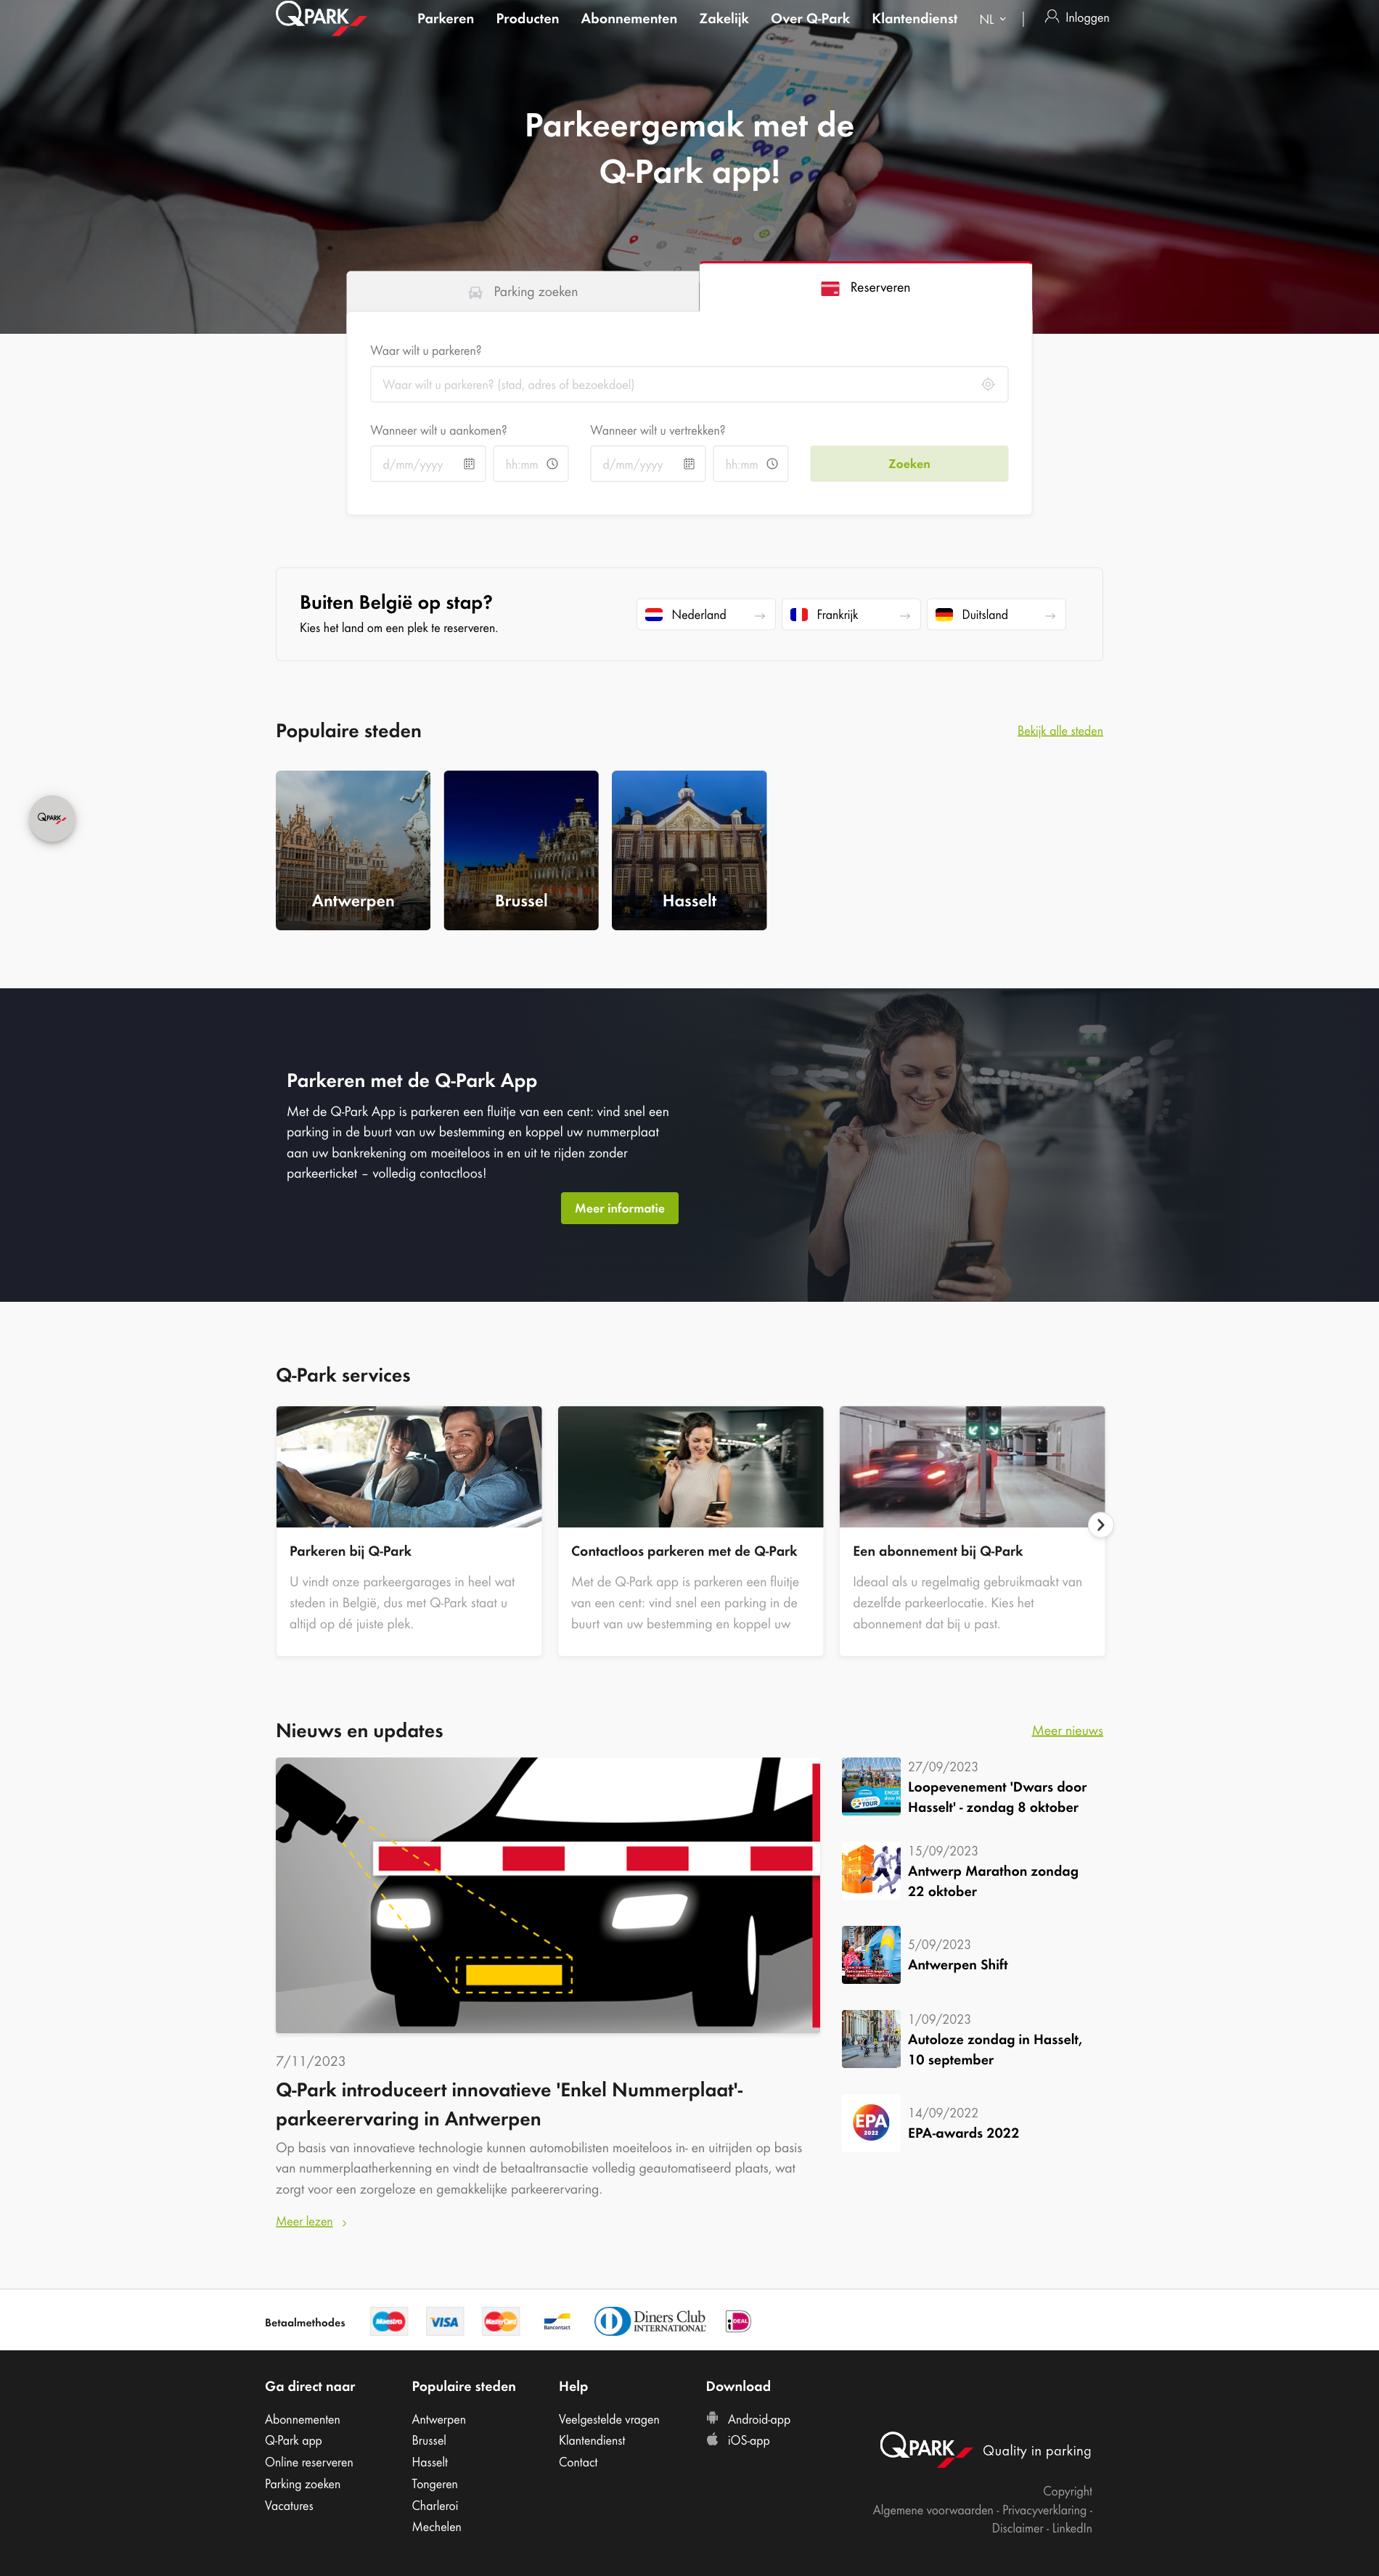 QPARK
Parkeren Producten Abonnementen Zakelijk Over Q-Park Klantendienst NL Inloggen
Parkeergemak met de
Q-Park app!
Parking zoeken
Reserveren
Waar wilt u parkeren?
Waar wilt u parkeren? (stad, adres of bezoekdoel)
Wanneer wilt u aankomen? Wanneer wilt u vertrekken?
d/mm/yyyy hh:mm d/mm/yyyy hh:mm Zoeken
Buiten België op stap?
Kies het land om een plek te reserveren.
Nederland → Frankrijk → Duitsland →
Populaire steden
Bekijk alle steden
QPARK
Antwerpen Brussel Hasselt
Parkeren met de Q-Park App
Met de Q-Park App is parkeren een fluitje van een cent: vind snel een
parking in de buurt van uw bestemming en koppel uw nummerplaat
aan uw bankrekening om moeiteloos in en uit te rijden zonder
parkeerticket – volledig contactloos!
Meer informatie
Q-Park services
Parkeren bij Q-Park
U vindt onze parkeergarages in heel wat
steden in België, dus met Q-Park staat u
altijd op dé juiste plek.
Contactloos parkeren met de Q-Park
Met de Q-Park app is parkeren een fluitje
van een cent: vind snel een parking in de
buurt van uw bestemming en koppel uw
Een abonnement bij Q-Park
Ideaal als u regelmatig gebruikmaakt van
dezelfde parkeerlocatie. Kies het
abonnement dat bij u past.
Nieuws en updates
Meer nieuws
7/11/2023
Q-Park introduceert innovatieve 'Enkel Nummerplaat'-
parkeerervaring in Antwerpen
Op basis van innovatieve technologie kunnen automobilisten moeiteloos in- en uitrijden op basis
van nummerplaatherkenning en vindt de betaaltransactie volledig geautomatiseerd plaats, wat
zorgt voor een zorgeloze en gemakkelijke parkeerervaring.
Meer lezen
27/09/2023
Loopevenement 'Dwars door
Hasselt' - zondag 8 oktober
15/09/2023
Antwerp Marathon zondag
22 oktober
5/09/2023
Antwerpen Shift
1/09/2023
Autoloze zondag in Hasselt,
10 september
EPA
2022
14/09/2022
EPA-awards 2022
Betaalmethodes
Maestro VISA MasterCard Bancontact Diners Club INTERNATIONAL iDEAL
Ga direct naar
Abonnementen
Q-Park app
Online reserveren
Parking zoeken
Vacatures
Populaire steden
Antwerpen
Brussel
Hasselt
Tongeren
Charleroi
Mechelen
Help
Veelgestelde vragen
Klantendienst
Contact
Download
Android-app
iOS-app
QPARK Quality in parking
Copyright
Algemene voorwaarden - Privacyverklaring -
Disclaimer - LinkedIn